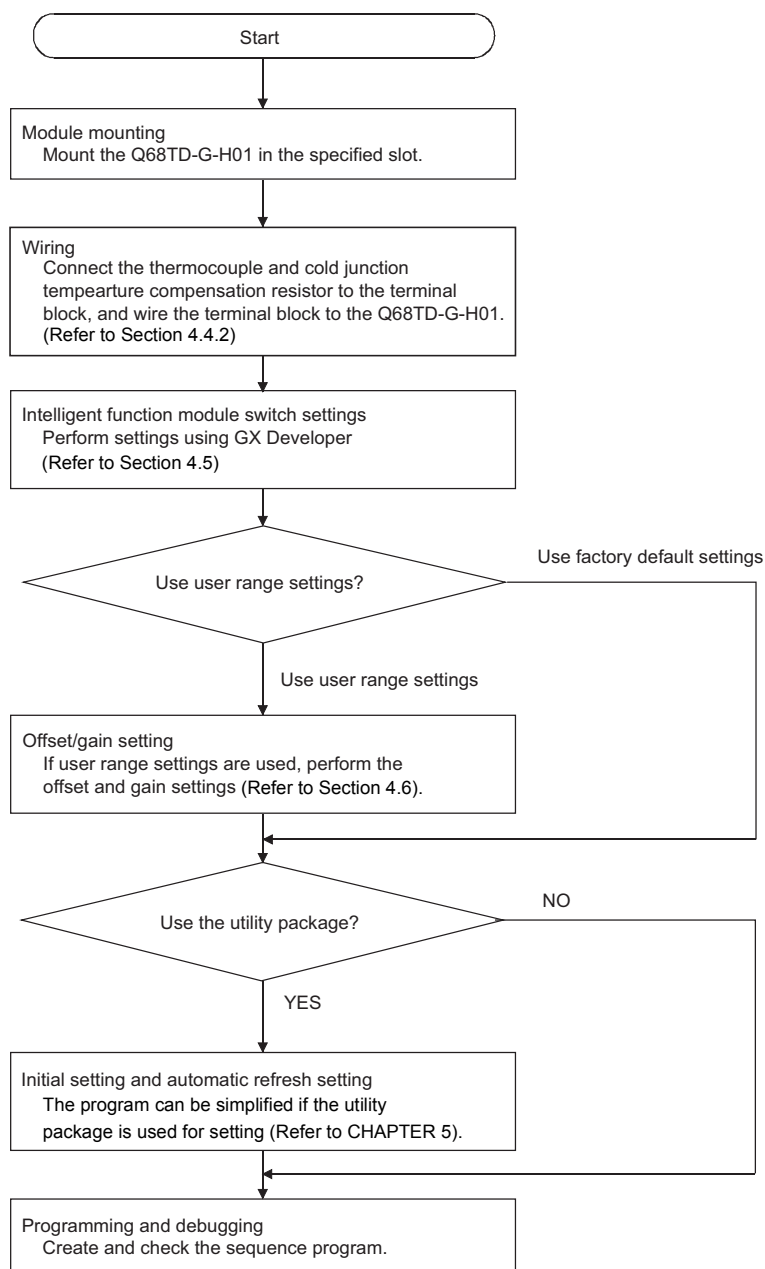 Start
Module mounting
Mount the Q68TD-G-H01 in the specified slot.
Wiring
Connect the thermocouple and cold junction
tempearture compensation resistor to the terminal
block, and wire the terminal block to the Q68TD-G-H01.
(Refer to Section 4.4.2)
Intelligent function module switch settings
Perform settings using GX Developer
(Refer to Section 4.5)
Use factory default settings
Use user range settings?
Use user range settings
Offset/gain setting
If user range settings are used, perform the
offset and gain settings (Refer to Section 4.6).
NO
Use the utility package?
YES
Initial setting and automatic refresh setting
The program can be simplified if the utility
package is used for setting (Refer to CHAPTER 5).
Programming and debugging
Create and check the sequence program.